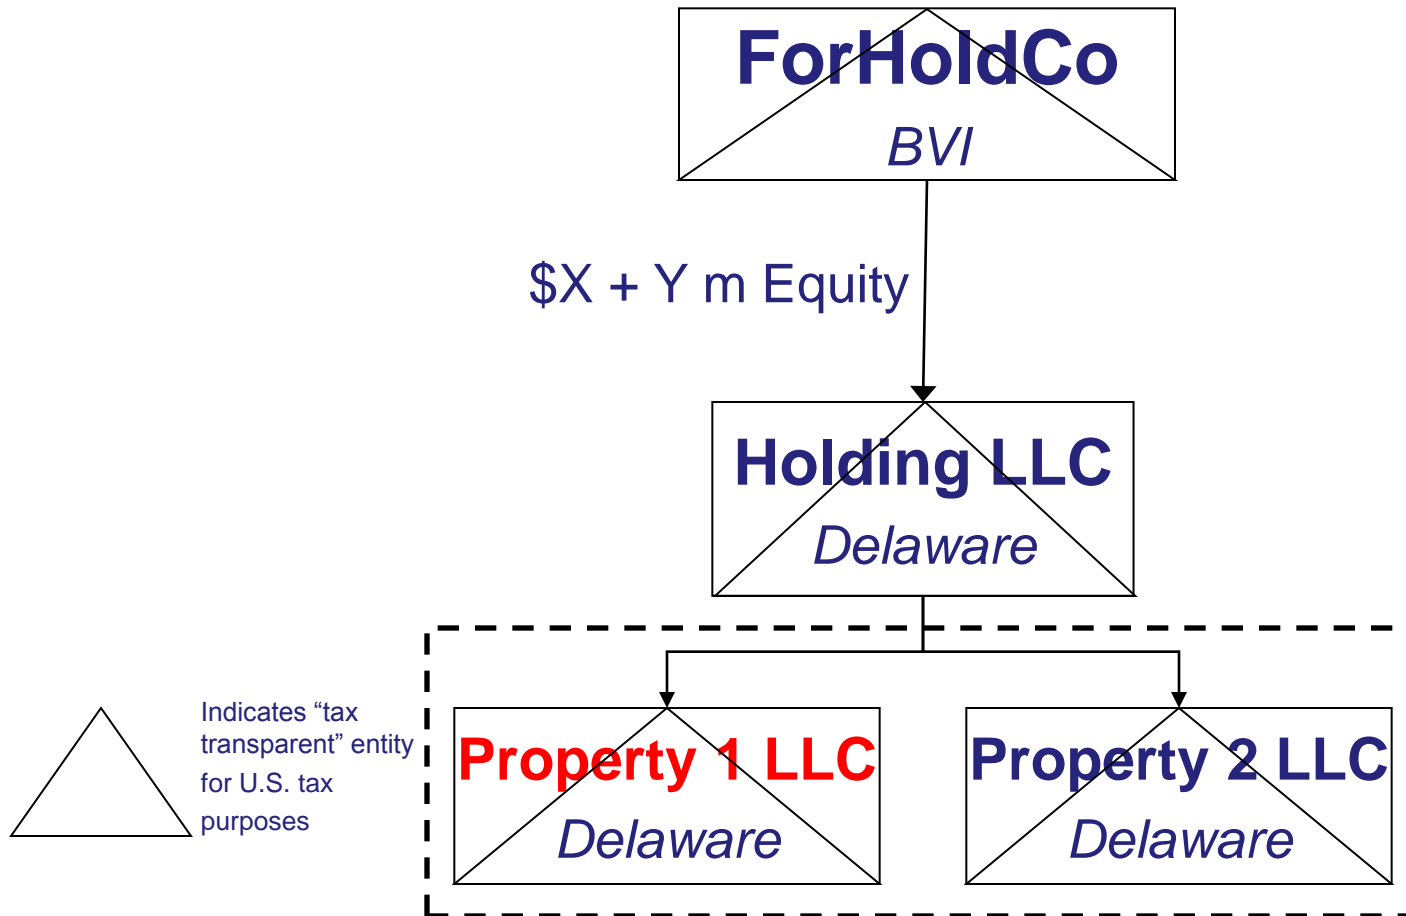 ForHoldCo
BVI
$X + Y m Equity
Holding LLC
Delaware
Indicates “tax
transparent” entity
for U.S. tax
purposes
Property 1 LLC
Delaware
Property 2 LLC
Delaware